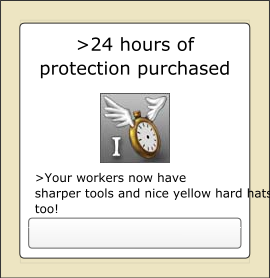 >24 hours of
protection purchased
I
>Your workers now have
sharper tools and nice yellow hard hats
too!